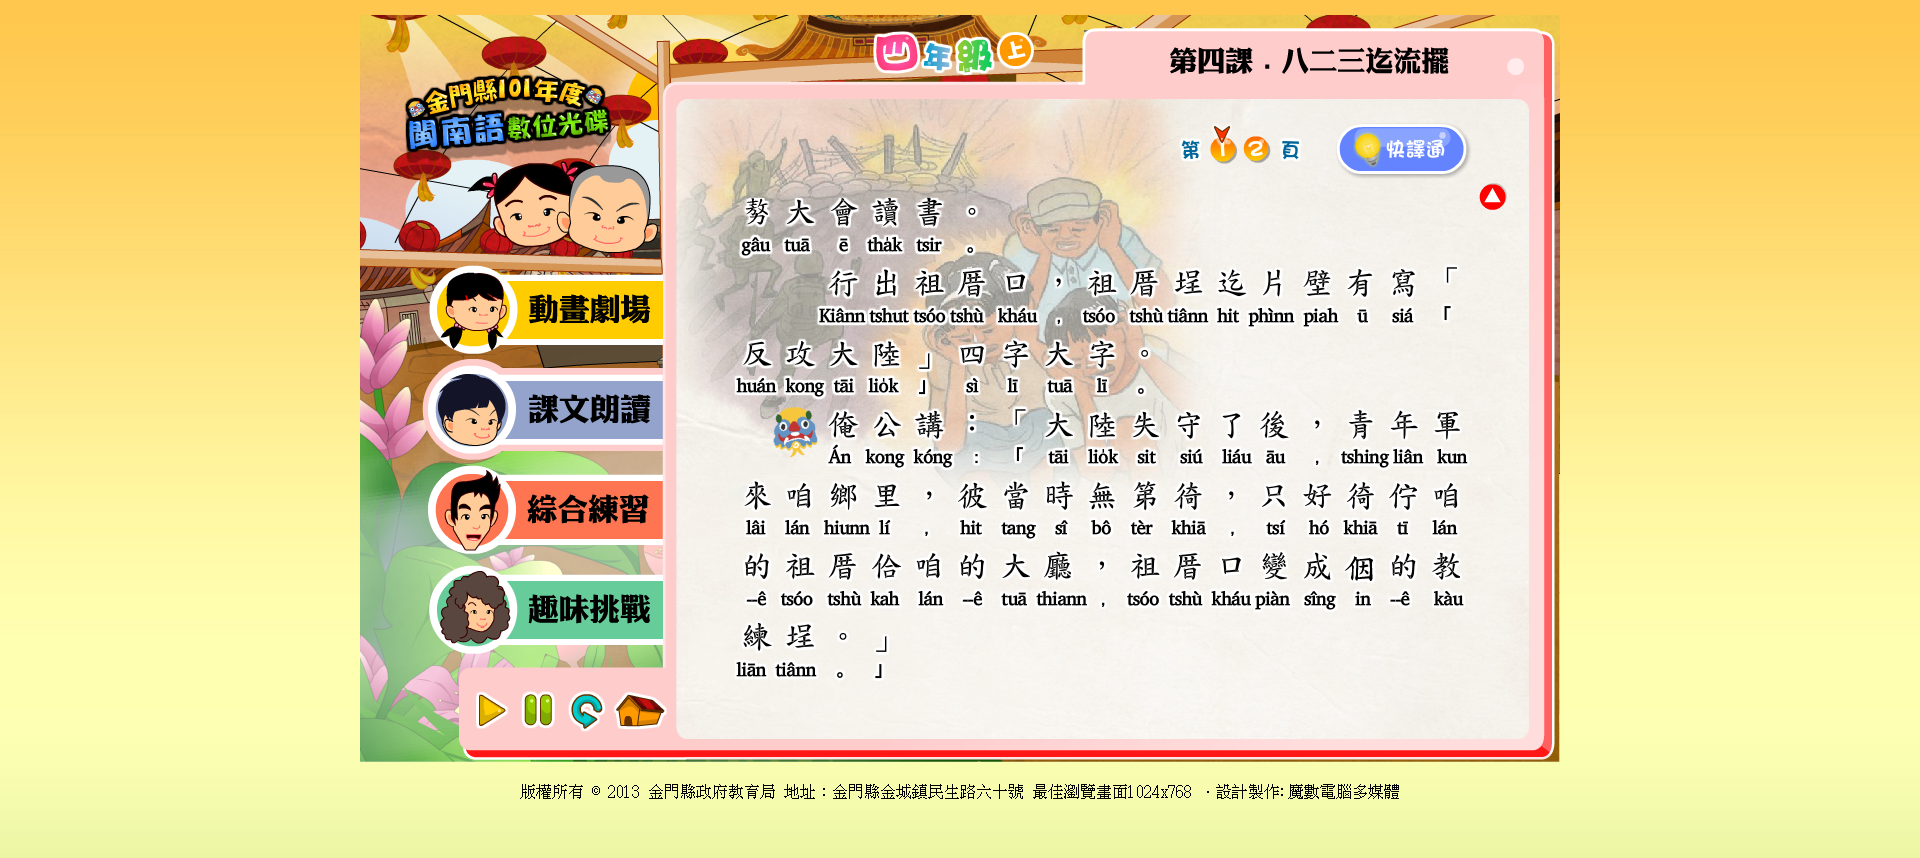 金門縣101年度
閩南語數位光碟
四年級上
第四課．八二三迄流擺
第 1 2 頁
快譯通
動畫劇場
課文朗讀
綜合練習
趣味挑戰
勢大會讀書。
gâu tuā ē tha̍k tsir 。
行出祖厝口，祖厝埕迄片壁有寫「
Kiânn tshut tsóo tshù kháu , tsóo tshù tiânn hit phìnn piah ū siá 「
反攻大陸」四字大字。
huán kong tāi lio̍k 」 sì lī tuā lī 。
俺公講：「大陸失守了後，青年軍
Án kong kóng : 「 tāi lio̍k sit siú liáu āu , tshing liân kun
來咱鄉里，彼當時無第徛，只好徛佇咱
lâi lán hiunn lí , hit tang sî bô tèr khiā , tsí hó khiā tī lán
的祖厝佮咱的大廳，祖厝口變成個的教
--ê tsóo tshù kah lán --ê tuā thiann , tsóo tshù kháu piàn sîng in --ê kàu
練埕。」
liān tiânn 。」
版權所有 © 2013 金門縣政府教育局 地址：金門縣金城鎮民生路六十號 最佳瀏覽畫面1024x768 ・設計製作: 魔數電腦多媒體